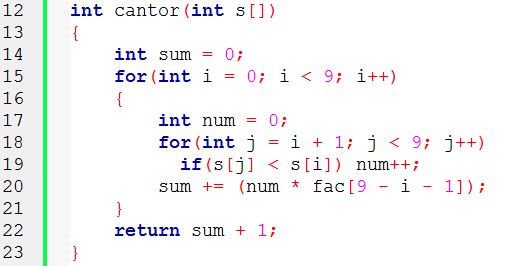 12 int cantor(int s[])
13 {
14     int sum = 0;
15     for(int i = 0; i < 9; i++)
16     {
17         int num = 0;
18         for(int j = i + 1; j < 9; j++)
19           if(s[j] < s[i]) num++;
20         sum += (num * fac[9 - i - 1]);
21     }
22     return sum + 1;
23 }